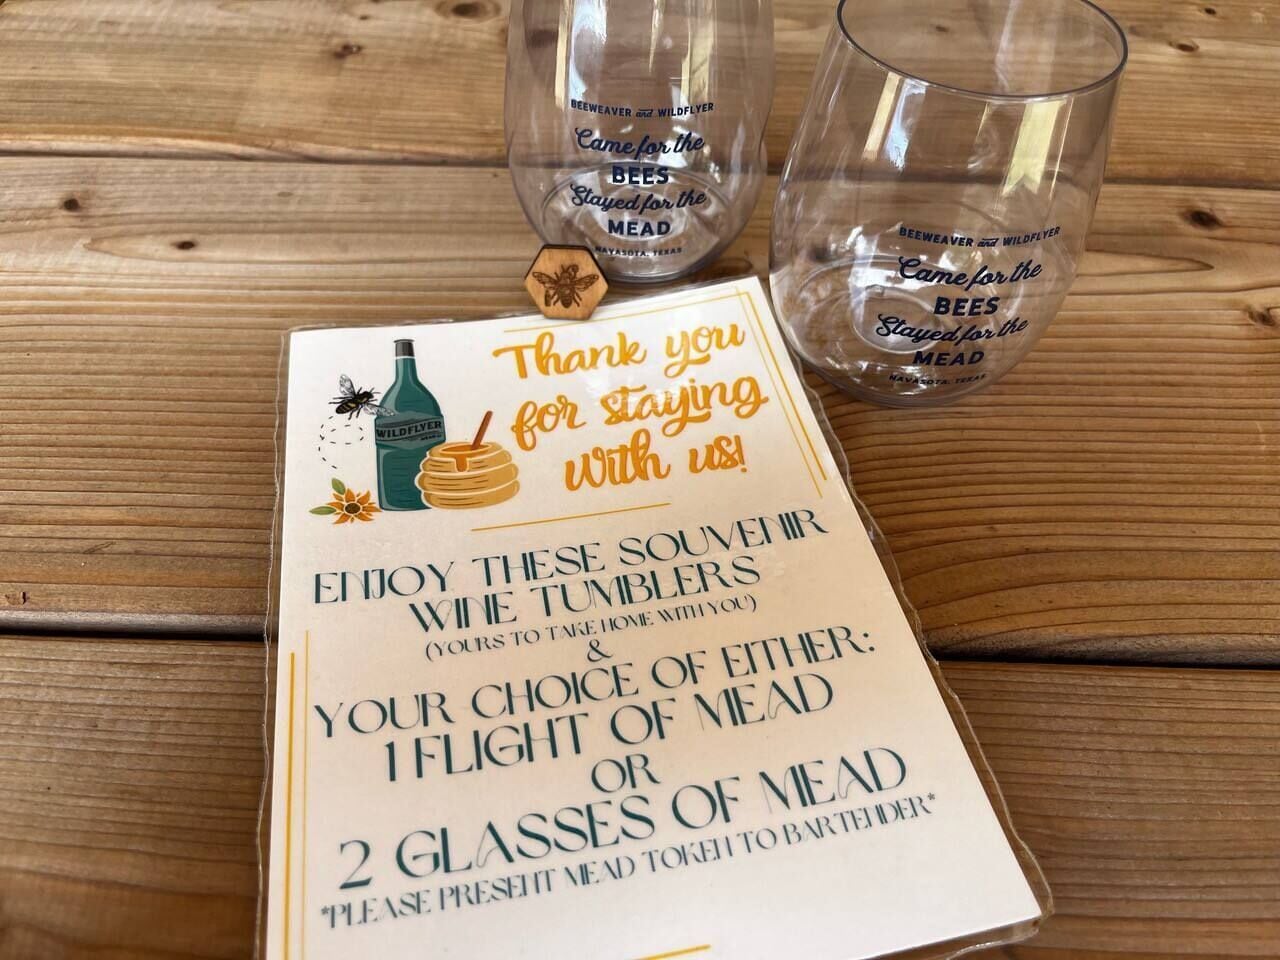 BEEWEAVER and WILDFLYER
Came for the
BEES
Stayed for the
MEAD
NAVASOTA, TEXAS
BEEWEAVER and WILDFLYER
Came for the
BEES
Stayed for the
MEAD
NAVASOTA, TEXAS
Thank you
for staying
with us!
WILDFLYER
ENJOY THESE SOUVENIR
WINE TUMBLERS
(YOURS TO TAKE HOME WITH YOU)
&
YOUR CHOICE OF EITHER:
1 FLIGHT OF MEAD
OR
2 GLASSES OF MEAD
*PLEASE PRESENT MEAD TOKEN TO BARTENDER*